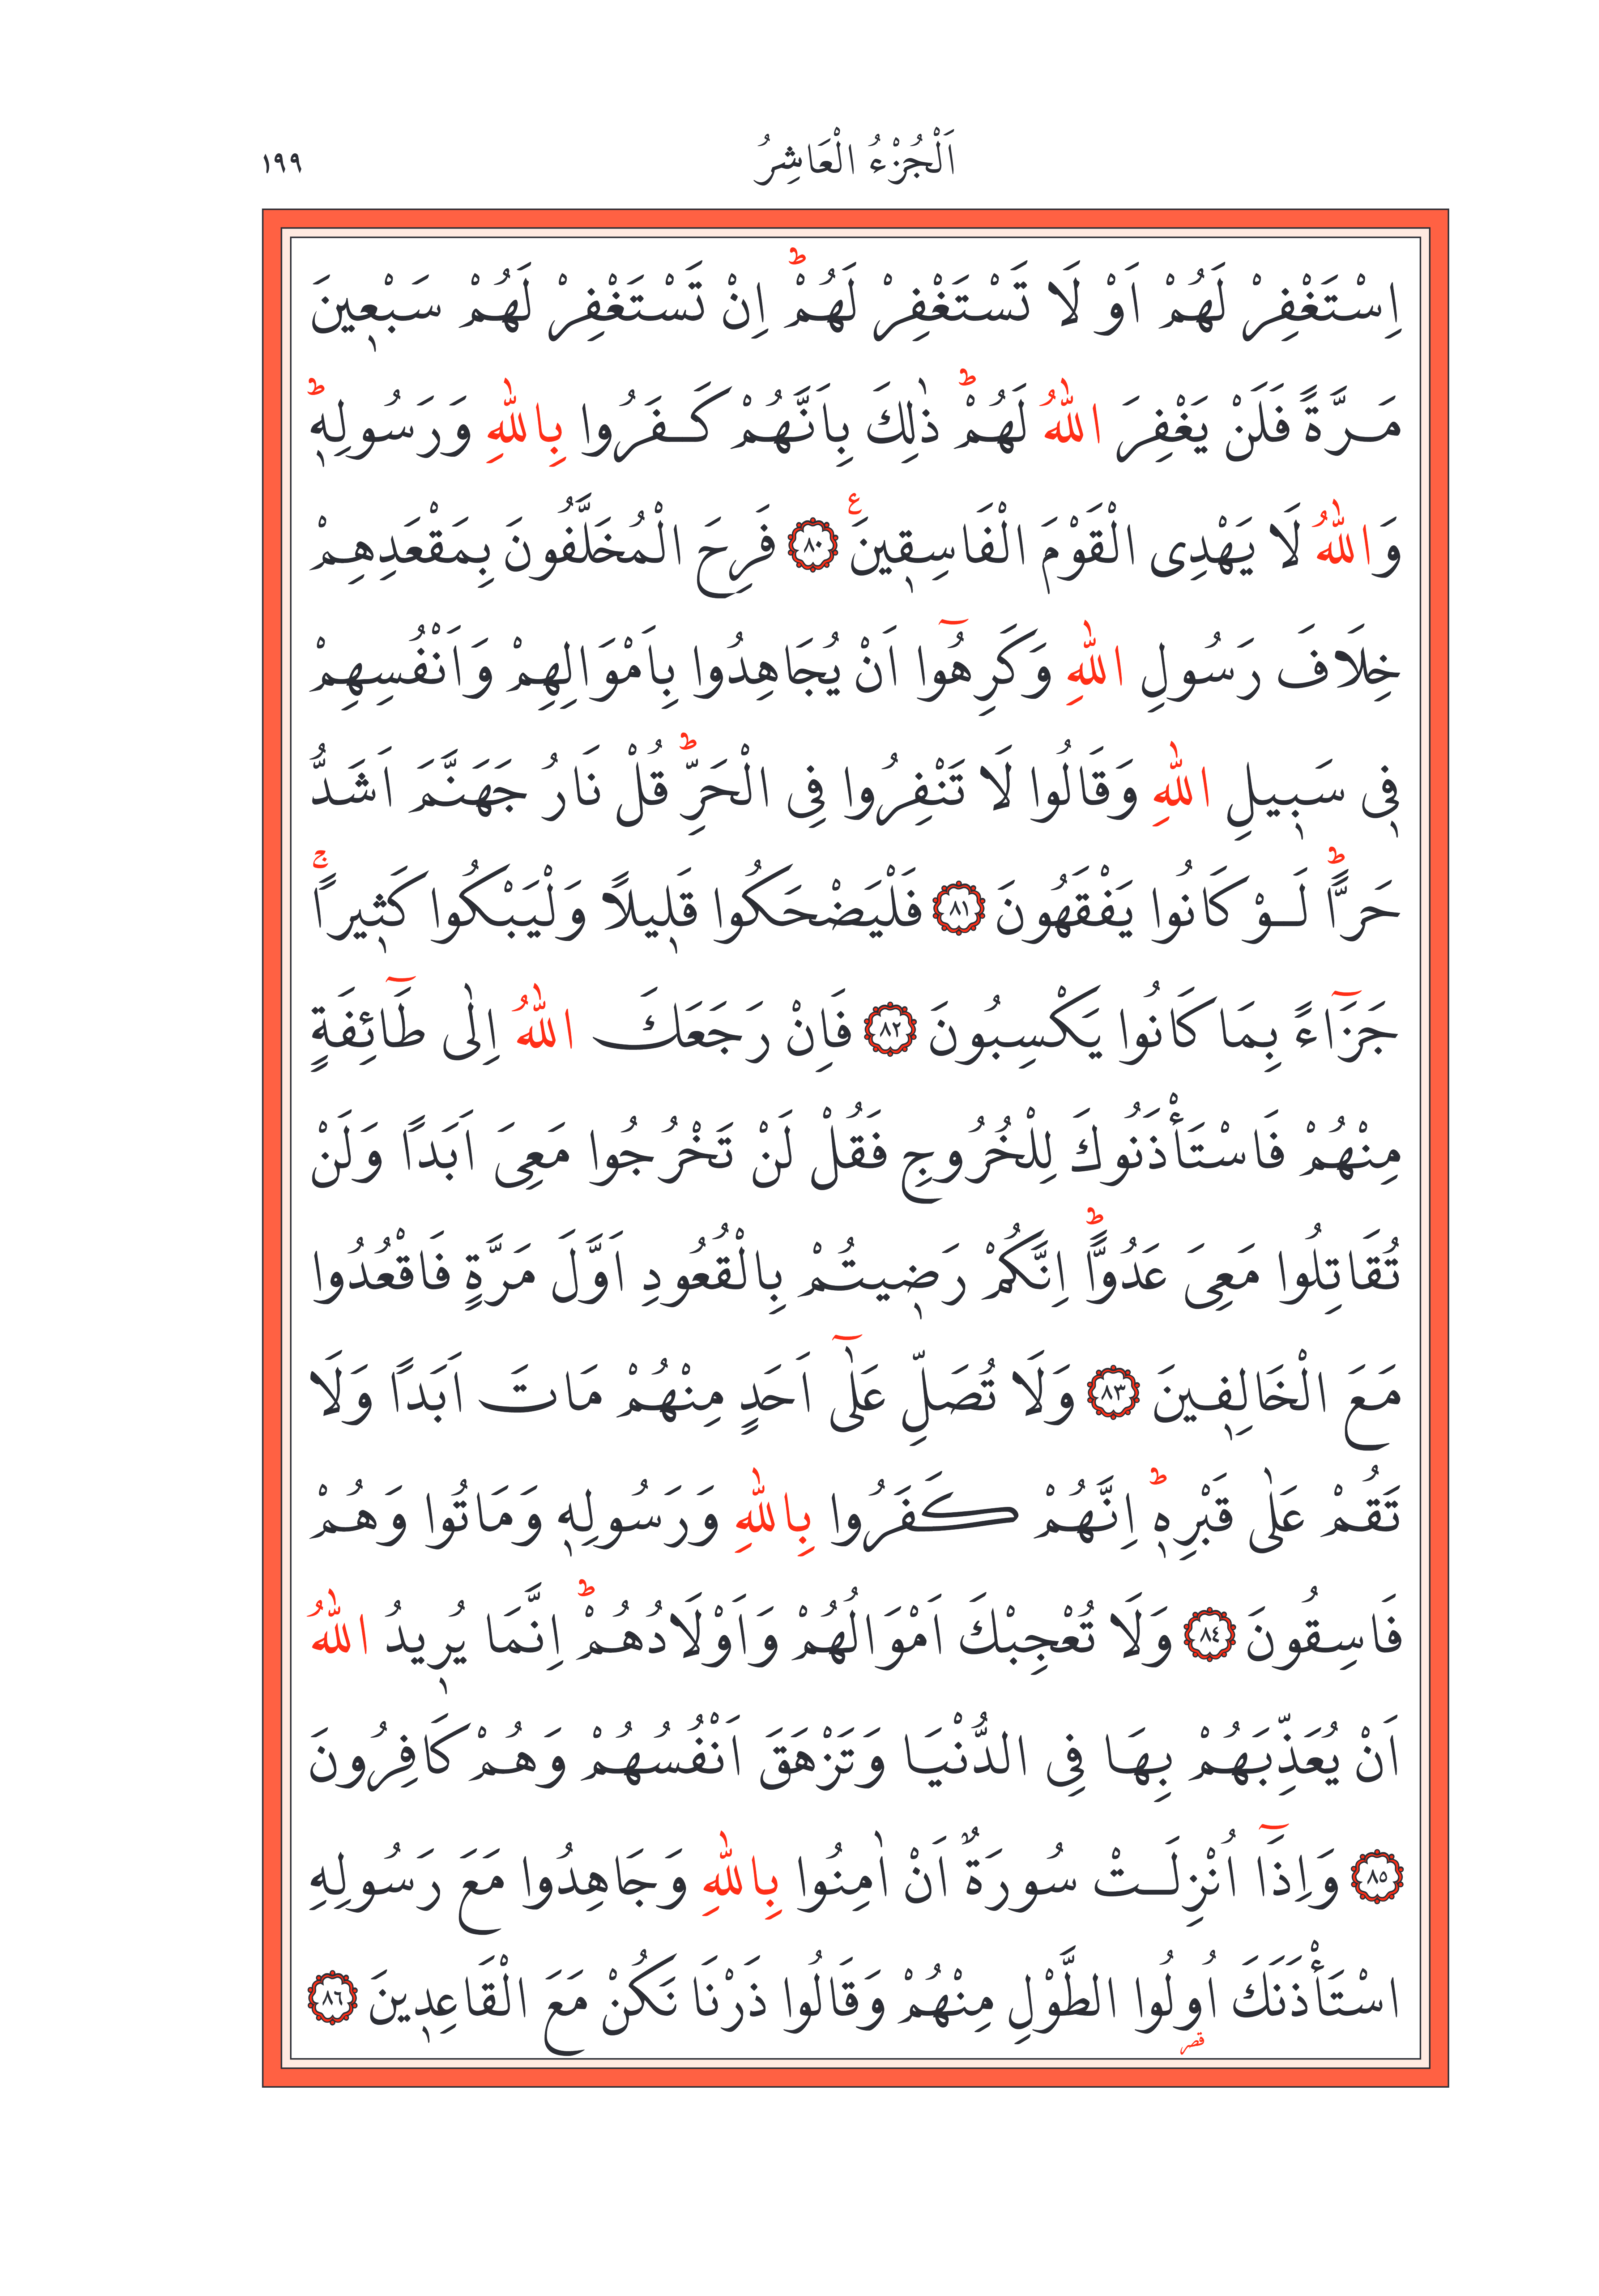 اَلْجُزْءُ الْعَاشِرُ
١٩٩
اِسْتَغْفِرْ لَهُمْ اَوْ لَا تَسْتَغْفِرْ لَهُمْۜ اِنْ تَسْتَغْفِرْ لَهُمْ سَبْع۪ينَ
مَرَّةً فَلَنْ يَغْفِرَ اللّٰهُ لَهُمْۜ ذٰلِكَ بِاَنَّهُمْ كَفَرُوا بِاللّٰهِ وَرَسُولِه۪ۜ
وَاللّٰهُ لَا يَهْدِى الْقَوْمَ الْفَاسِق۪ينَ۟ ﴿٨٠﴾ فَرِحَ الْمُخَلَّفُونَ بِمَقْعَدِهِمْ
خِلَافَ رَسُولِ اللّٰهِ وَكَرِهُٓوا اَنْ يُجَاهِدُوا بِاَمْوَالِهِمْ وَاَنْفُسِهِمْ
ف۪ى سَب۪يلِ اللّٰهِ وَقَالُوا لَا تَنْفِرُوا فِى الْحَرِّۜ قُلْ نَارُ جَهَنَّمَ اَشَدُّ
حَرًّاۜ لَوْ كَانُوا يَفْقَهُونَ ﴿٨١﴾ فَلْيَضْحَكُوا قَل۪يلًا وَلْيَبْكُوا كَث۪يرًاۚ
جَزَٓاءً بِمَا كَانُوا يَكْسِبُونَ ﴿٨٢﴾ فَاِنْ رَجَعَكَ اللّٰهُ اِلٰى طَٓائِفَةٍ
مِنْهُمْ فَاسْتَأْذَنُوكَ لِلْخُرُوجِ فَقُلْ لَنْ تَخْرُجُوا مَعِىَ اَبَدًا وَلَنْ
تُقَاتِلُوا مَعِىَ عَدُوًّاۜ اِنَّكُمْ رَض۪يتُمْ بِالْقُعُودِ اَوَّلَ مَرَّةٍ فَاقْعُدُوا
مَعَ الْخَالِف۪ينَ ﴿٨٣﴾ وَلَا تُصَلِّ عَلٰٓى اَحَدٍ مِنْهُمْ مَاتَ اَبَدًا وَلَا
تَقُمْ عَلٰى قَبْرِه۪ۜ اِنَّهُمْ كَفَرُوا بِاللّٰهِ وَرَسُولِه۪ وَمَاتُوا وَهُمْ
فَاسِقُونَ ﴿٨٤﴾ وَلَا تُعْجِبْكَ اَمْوَالُهُمْ وَاَوْلَادُهُمْۜ اِنَّمَا يُر۪يدُ اللّٰهُ
اَنْ يُعَذِّبَهُمْ بِهَا فِى الدُّنْيَا وَتَزْهَقَ اَنْفُسُهُمْ وَهُمْ كَافِرُونَ
﴿٨٥﴾ وَاِذَٓا اُنْزِلَتْ سُورَةٌ اَنْ اٰمِنُوا بِاللّٰهِ وَجَاهِدُوا مَعَ رَسُولِهِ
اسْتَأْذَنَكَ اُولُوا الطَّوْلِ مِنْهُمْ وَقَالُوا ذَرْنَا نَكُنْ مَعَ الْقَاعِد۪ينَ ﴿٨٦﴾
قصر